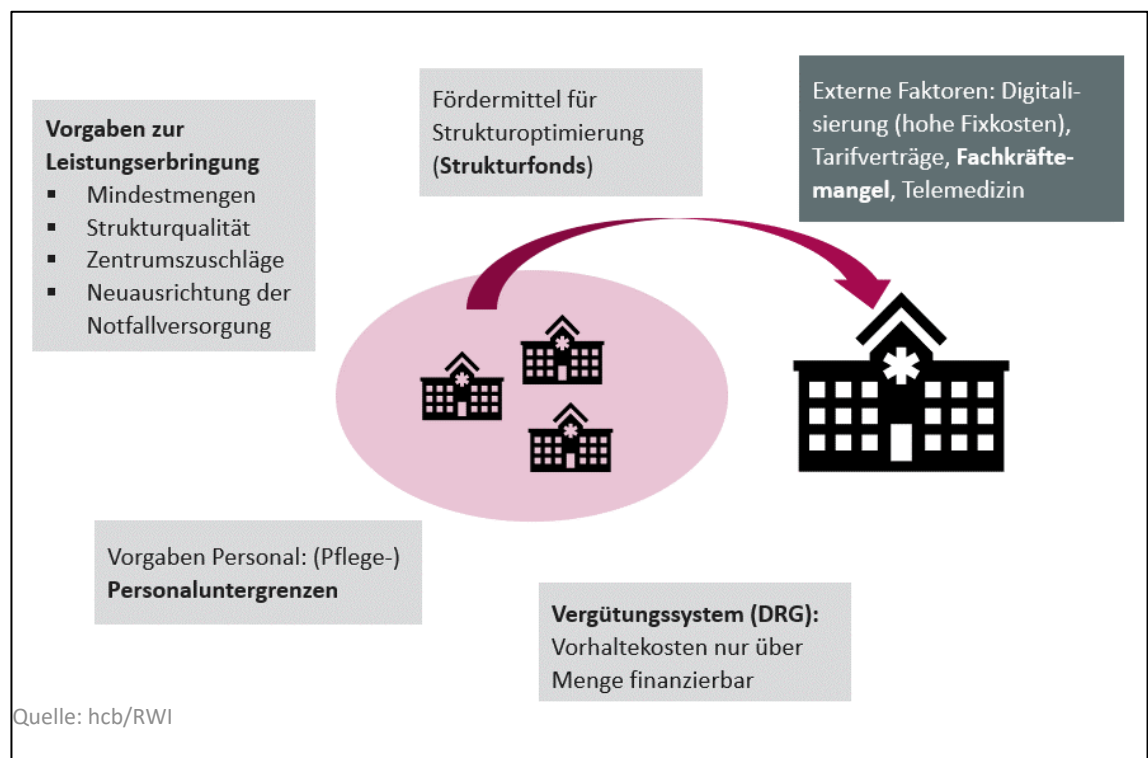 Vorgaben zur
Leistungserbringung
▪ Mindestmengen
▪ Strukturqualität
▪ Zentrumszuschläge
▪ Neuausrichtung der
Notfallversorgung
Fördermittel für
Strukturoptimierung
(Strukturfonds)
Externe Faktoren: Digitali-
sierung (hohe Fixkosten),
Tarifverträge, Fachkräfte-
mangel, Telemedizin
Vorgaben Personal: (Pflege-)
Personaluntergrenzen
Vergütungssystem (DRG):
Vorhaltekosten nur über
Menge finanzierbar
Quelle: hcb/RWI